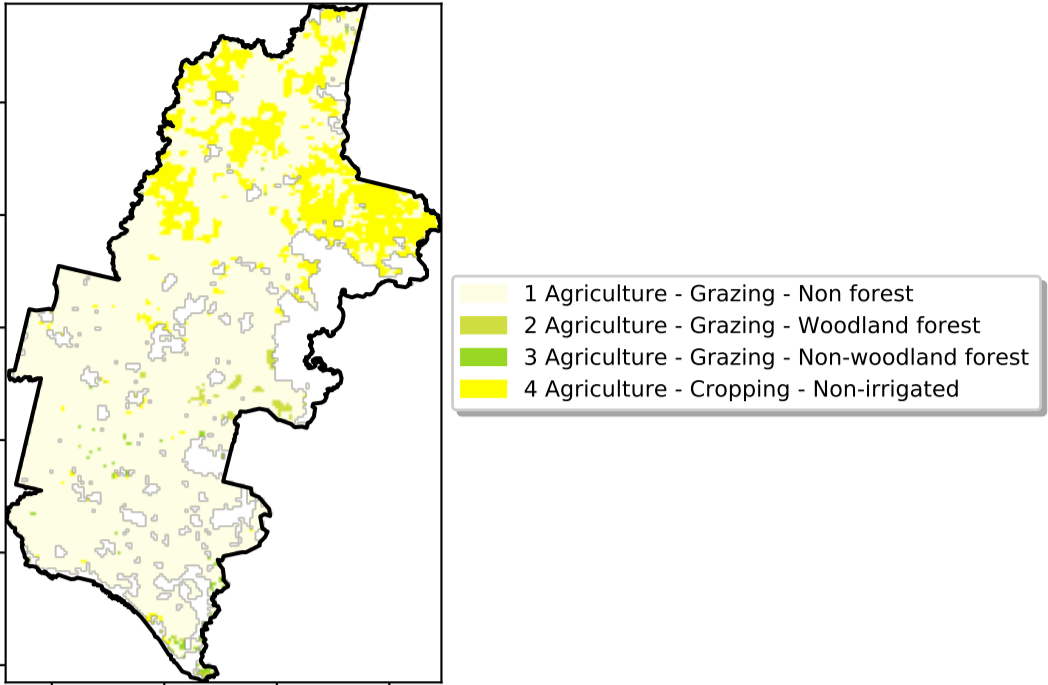 1 Agriculture - Grazing - Non forest
2 Agriculture - Grazing - Woodland forest
3 Agriculture - Grazing - Non-woodland forest
4 Agriculture - Cropping - Non-irrigated